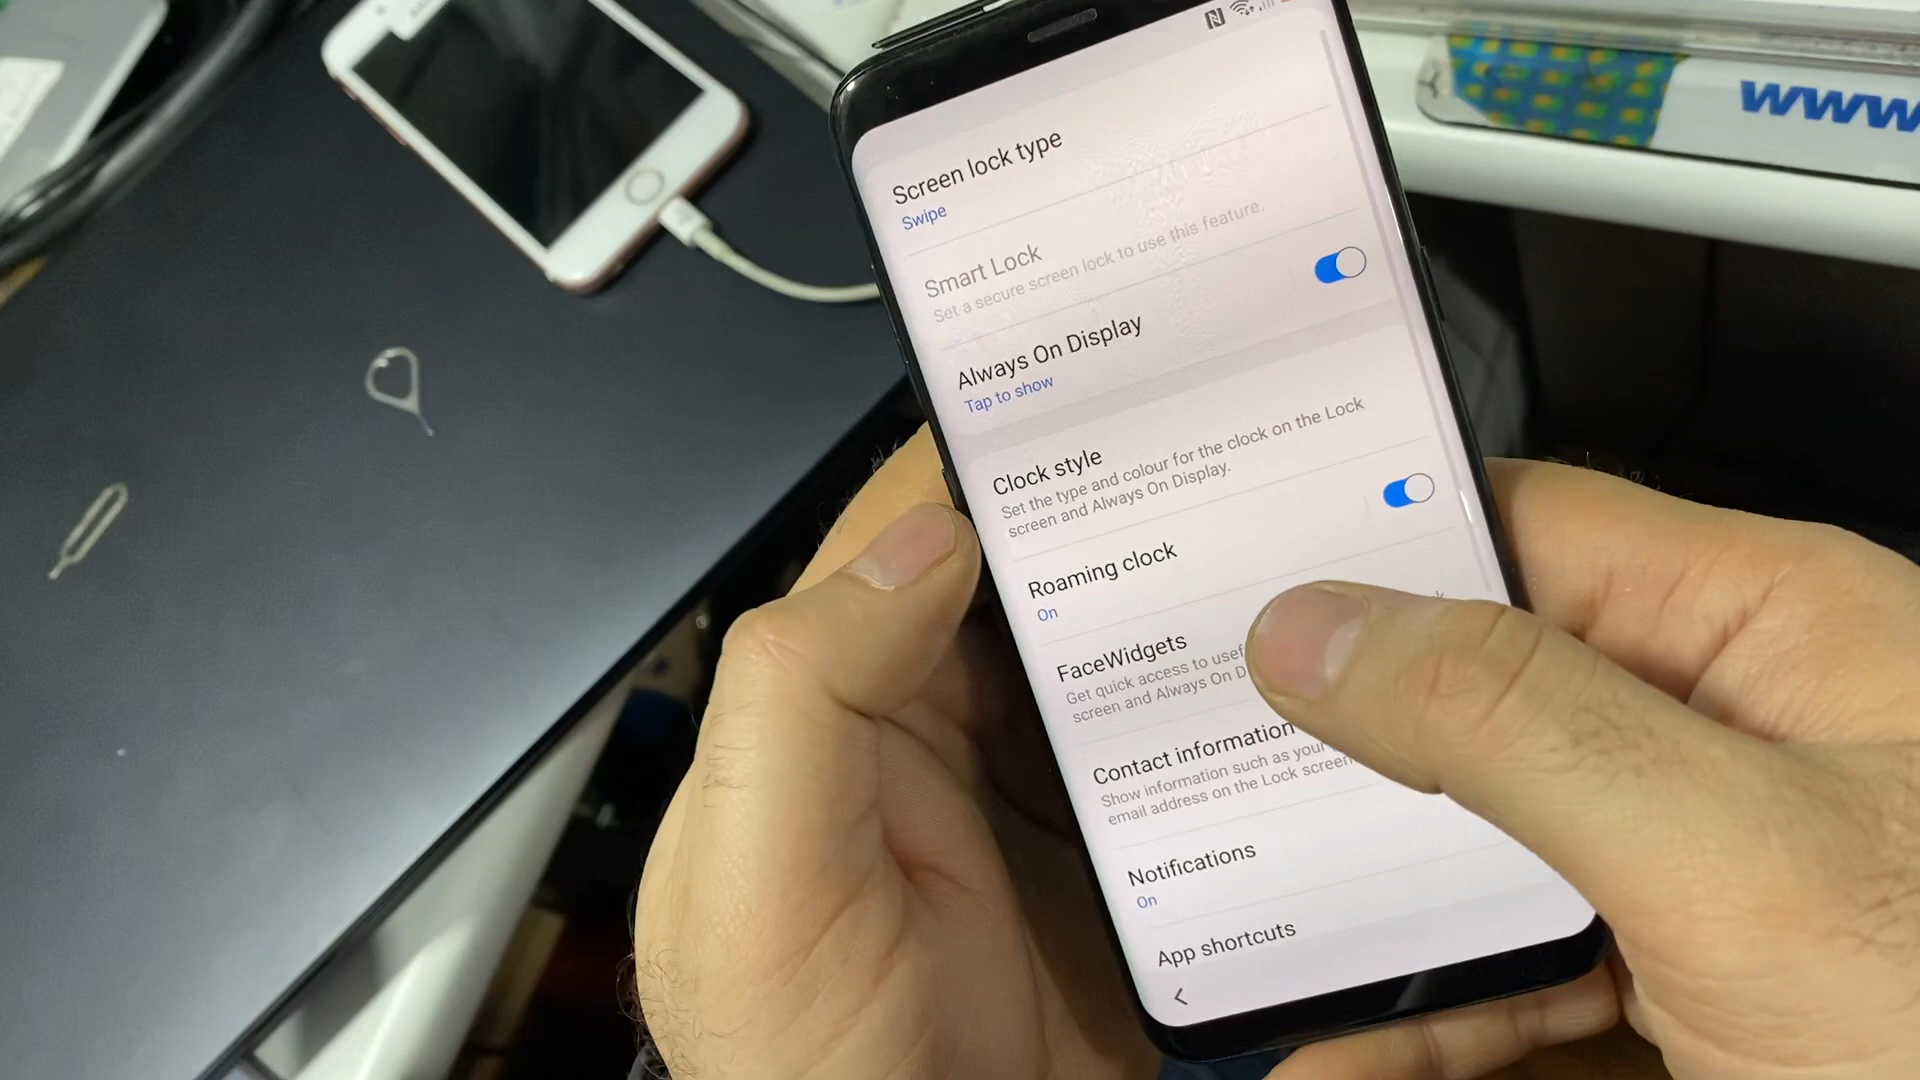 Screen lock type
Swipe
Smart Lock
Set a secure screen lock to use this feature.
Always On Display
Tap to show
Clock style
Set the type and colour for the clock on the Lock
screen and Always On Display.
Roaming clock
On
FaceWidgets
Get quick access to
screen and Always On
Contact information
Show information such as your
email address on the Lock screen
Notifications
On
App shortcuts
www